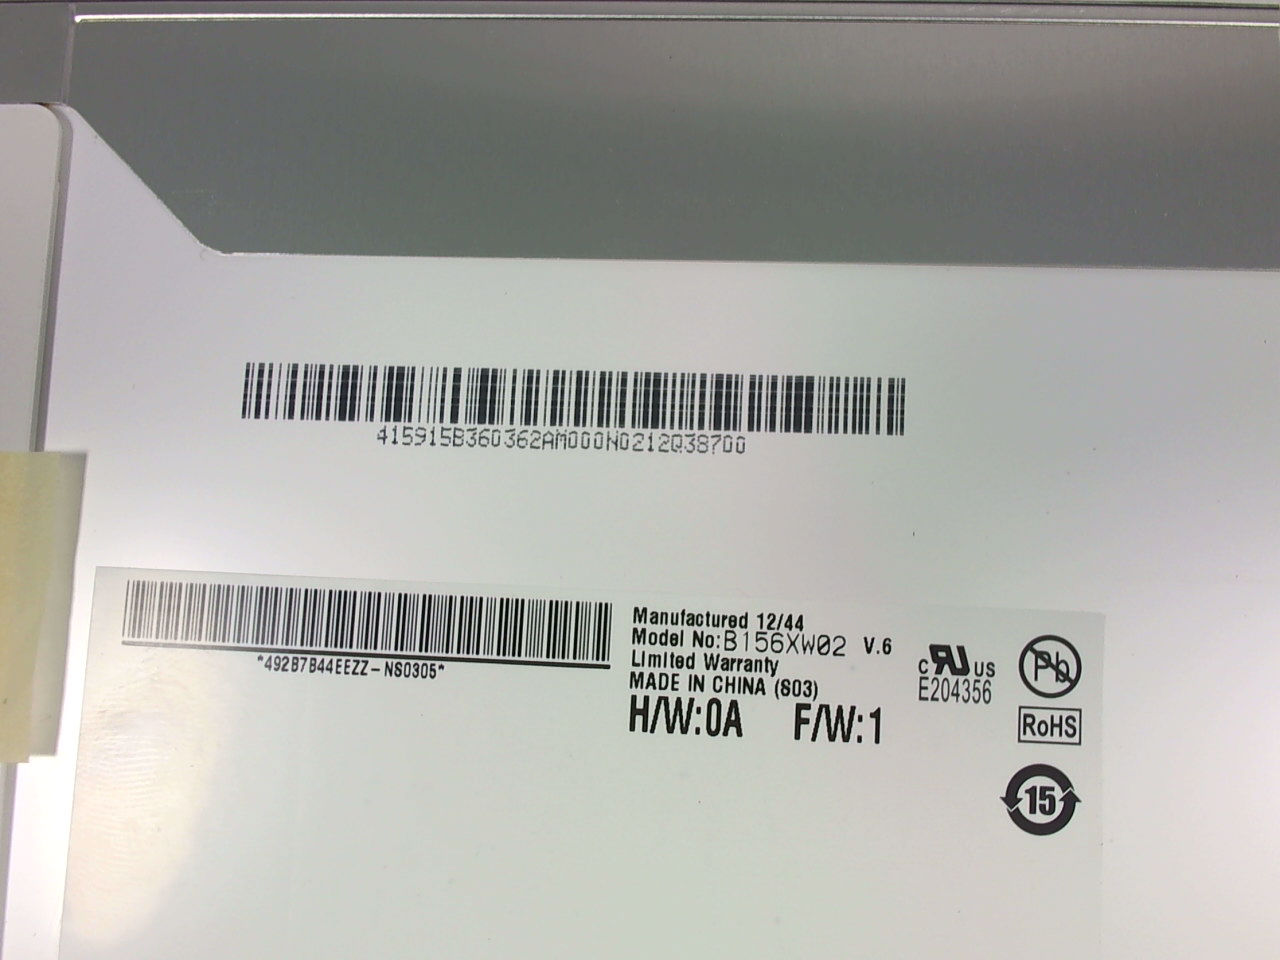 415915B360362AM000N0212Q38700
*492B7B44EEZZ-NS0305*
Manufactured 12/44
Model No:B156XW02 V.6
Limited Warranty
MADE IN CHINA (S03)
H/W:0A F/W:1
c RU US
E204356
Pb
RoHS
15